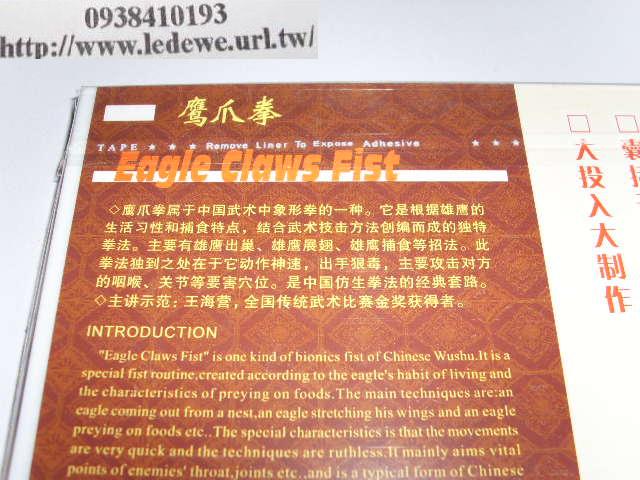 0938410193
http://www.ledewe.url.tw/
鹰爪拳
TAPE ★ ★ ★ Remove Liner To Expose Adhesive ★ ★ ★
Eagle Claws Fist
◇鹰爪拳属于中国武术中象形拳的一种。它是根据雄鹰的
生活习性和捕食特点，结合武术技击方法创编而成的独特
拳法。主要有雄鹰出巢、雄鹰展翅、雄鹰捕食等招法。此
拳法独到之处在于它动作神速，出手狠毒，主要攻击对方
的咽喉、关节等要害穴位。是中国仿生拳法的经典套路。
◇主讲示范：王海营，全国传统武术比赛金奖获得者。
INTRODUCTION
"Eagle Claws Fist" is one kind of bionics fist of Chinese Wushu.It is a
special fist routine,created according to the eagle's habit of living and
the characteristics of preying on foods.The main techniques are:an
eagle coming out from a nest,an eagle stretching his wings and an eagle
preying on foods etc..The special characteristics is that the movements
are very quick and the techniques are ruthless.It mainly aims vital
points of enemies' throat,joints etc.,and is a typical form of Chinese
□大投入大制作